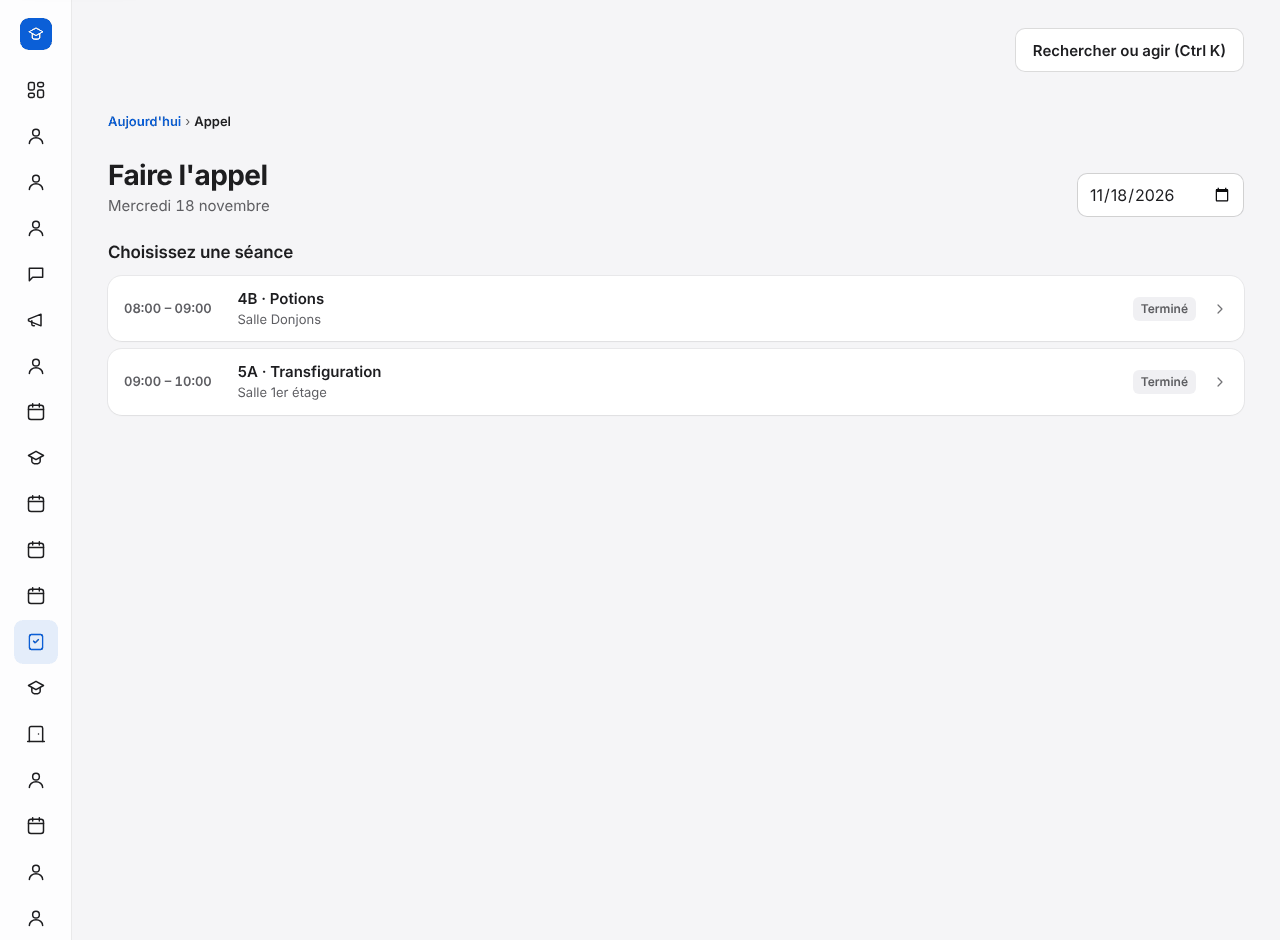 Rechercher ou agir (Ctrl K)
Aujourd'hui › Appel
Faire l'appel
Mercredi 18 novembre
11/18/2026
Choisissez une séance
08:00 – 09:00
4B · Potions
Salle Donjons
Terminé
09:00 – 10:00
5A · Transfiguration
Salle 1er étage
Terminé